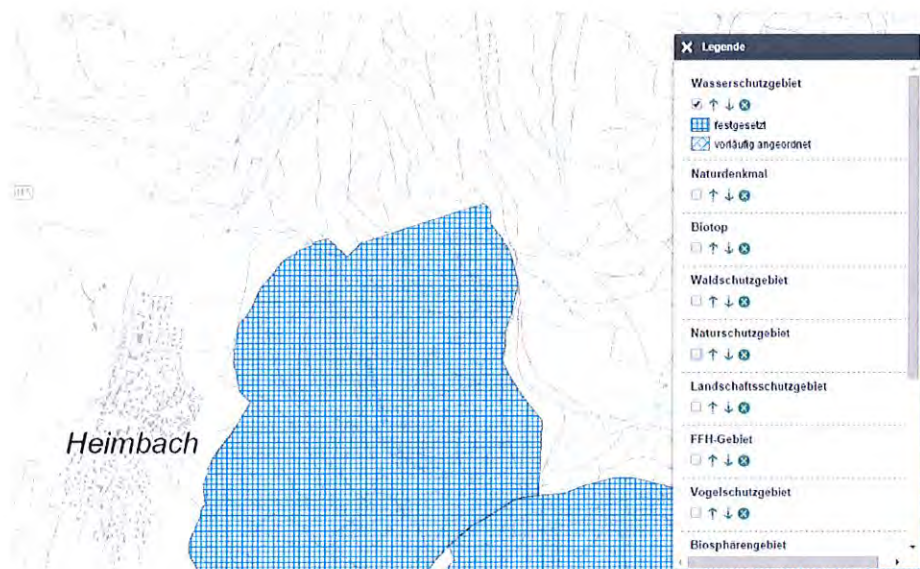 Legende
Wasserschutzgebiet
festgesetzt
vorläufig angeordnet
Naturdenkmal
Biotop
Waldschutzgebiet
Naturschutzgebiet
Landschaftsschutzgebiet
FFH-Gebiet
Vogelschutzgebiet
Biosphärengebiet
Heimbach